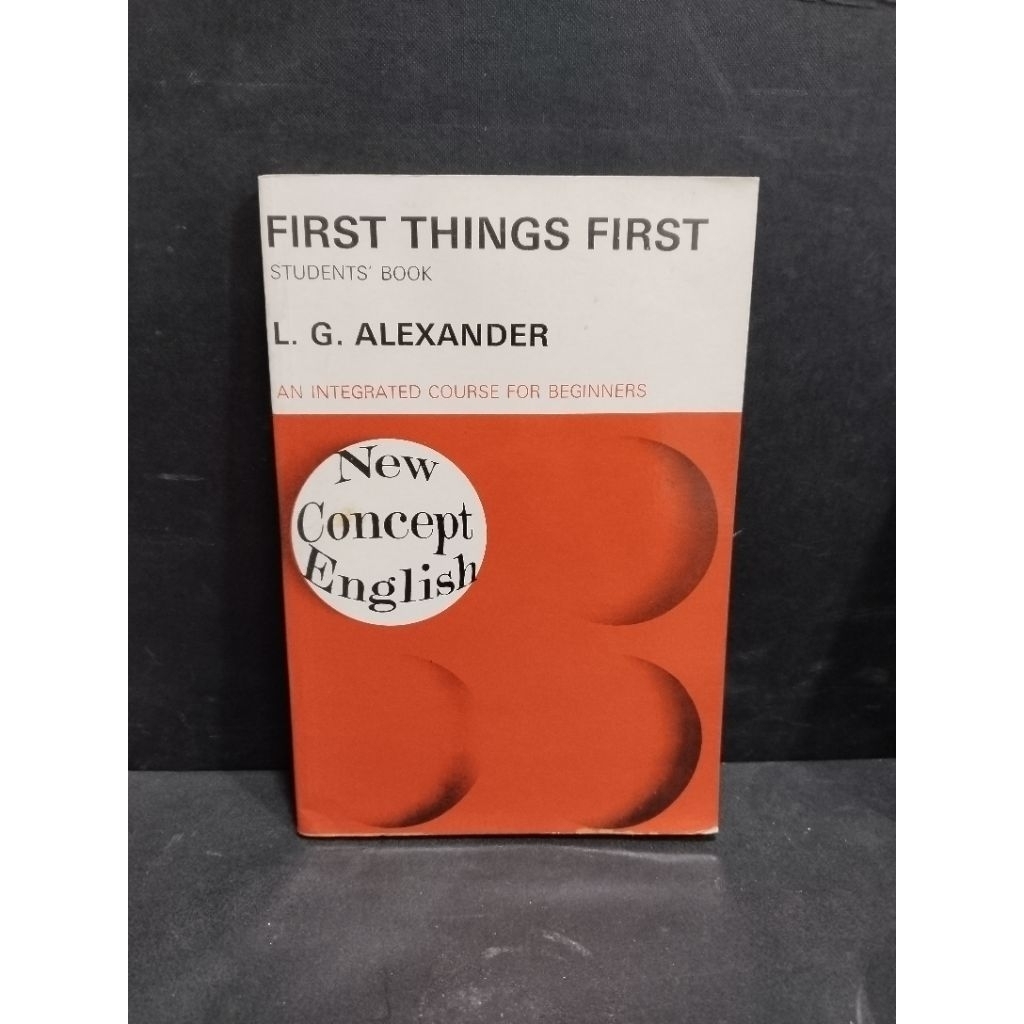 FIRST THINGS FIRST
STUDENTS' BOOK
L. G. ALEXANDER
AN INTEGRATED COURSE FOR BEGINNERS
New
Concept
English